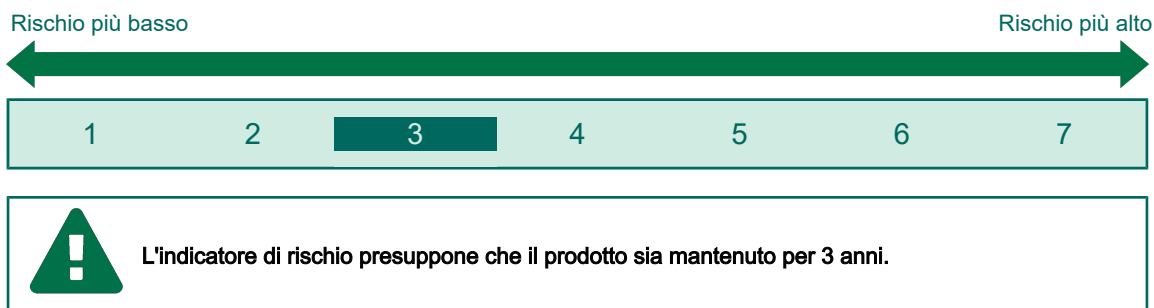 Rischio più basso Rischio più alto
1 2 3 4 5 6 7
L'indicatore di rischio presuppone che il prodotto sia mantenuto per 3 anni.